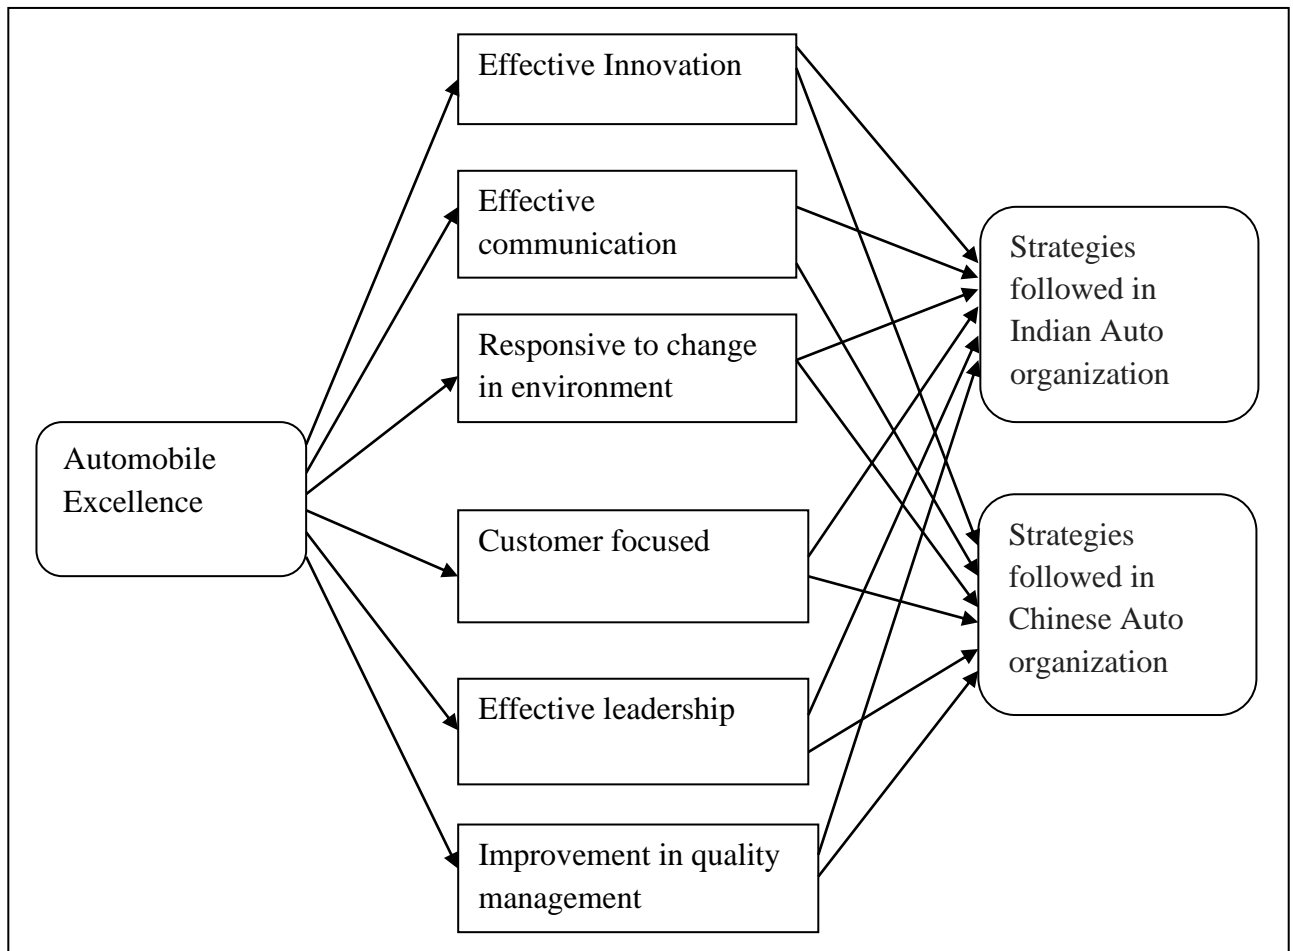 Effective Innovation
Effective
communication
Responsive to change
in environment
Automobile
Excellence
Customer focused
Effective leadership
Improvement in quality
management
Strategies
followed in
Indian Auto
organization
Strategies
followed in
Chinese Auto
organization